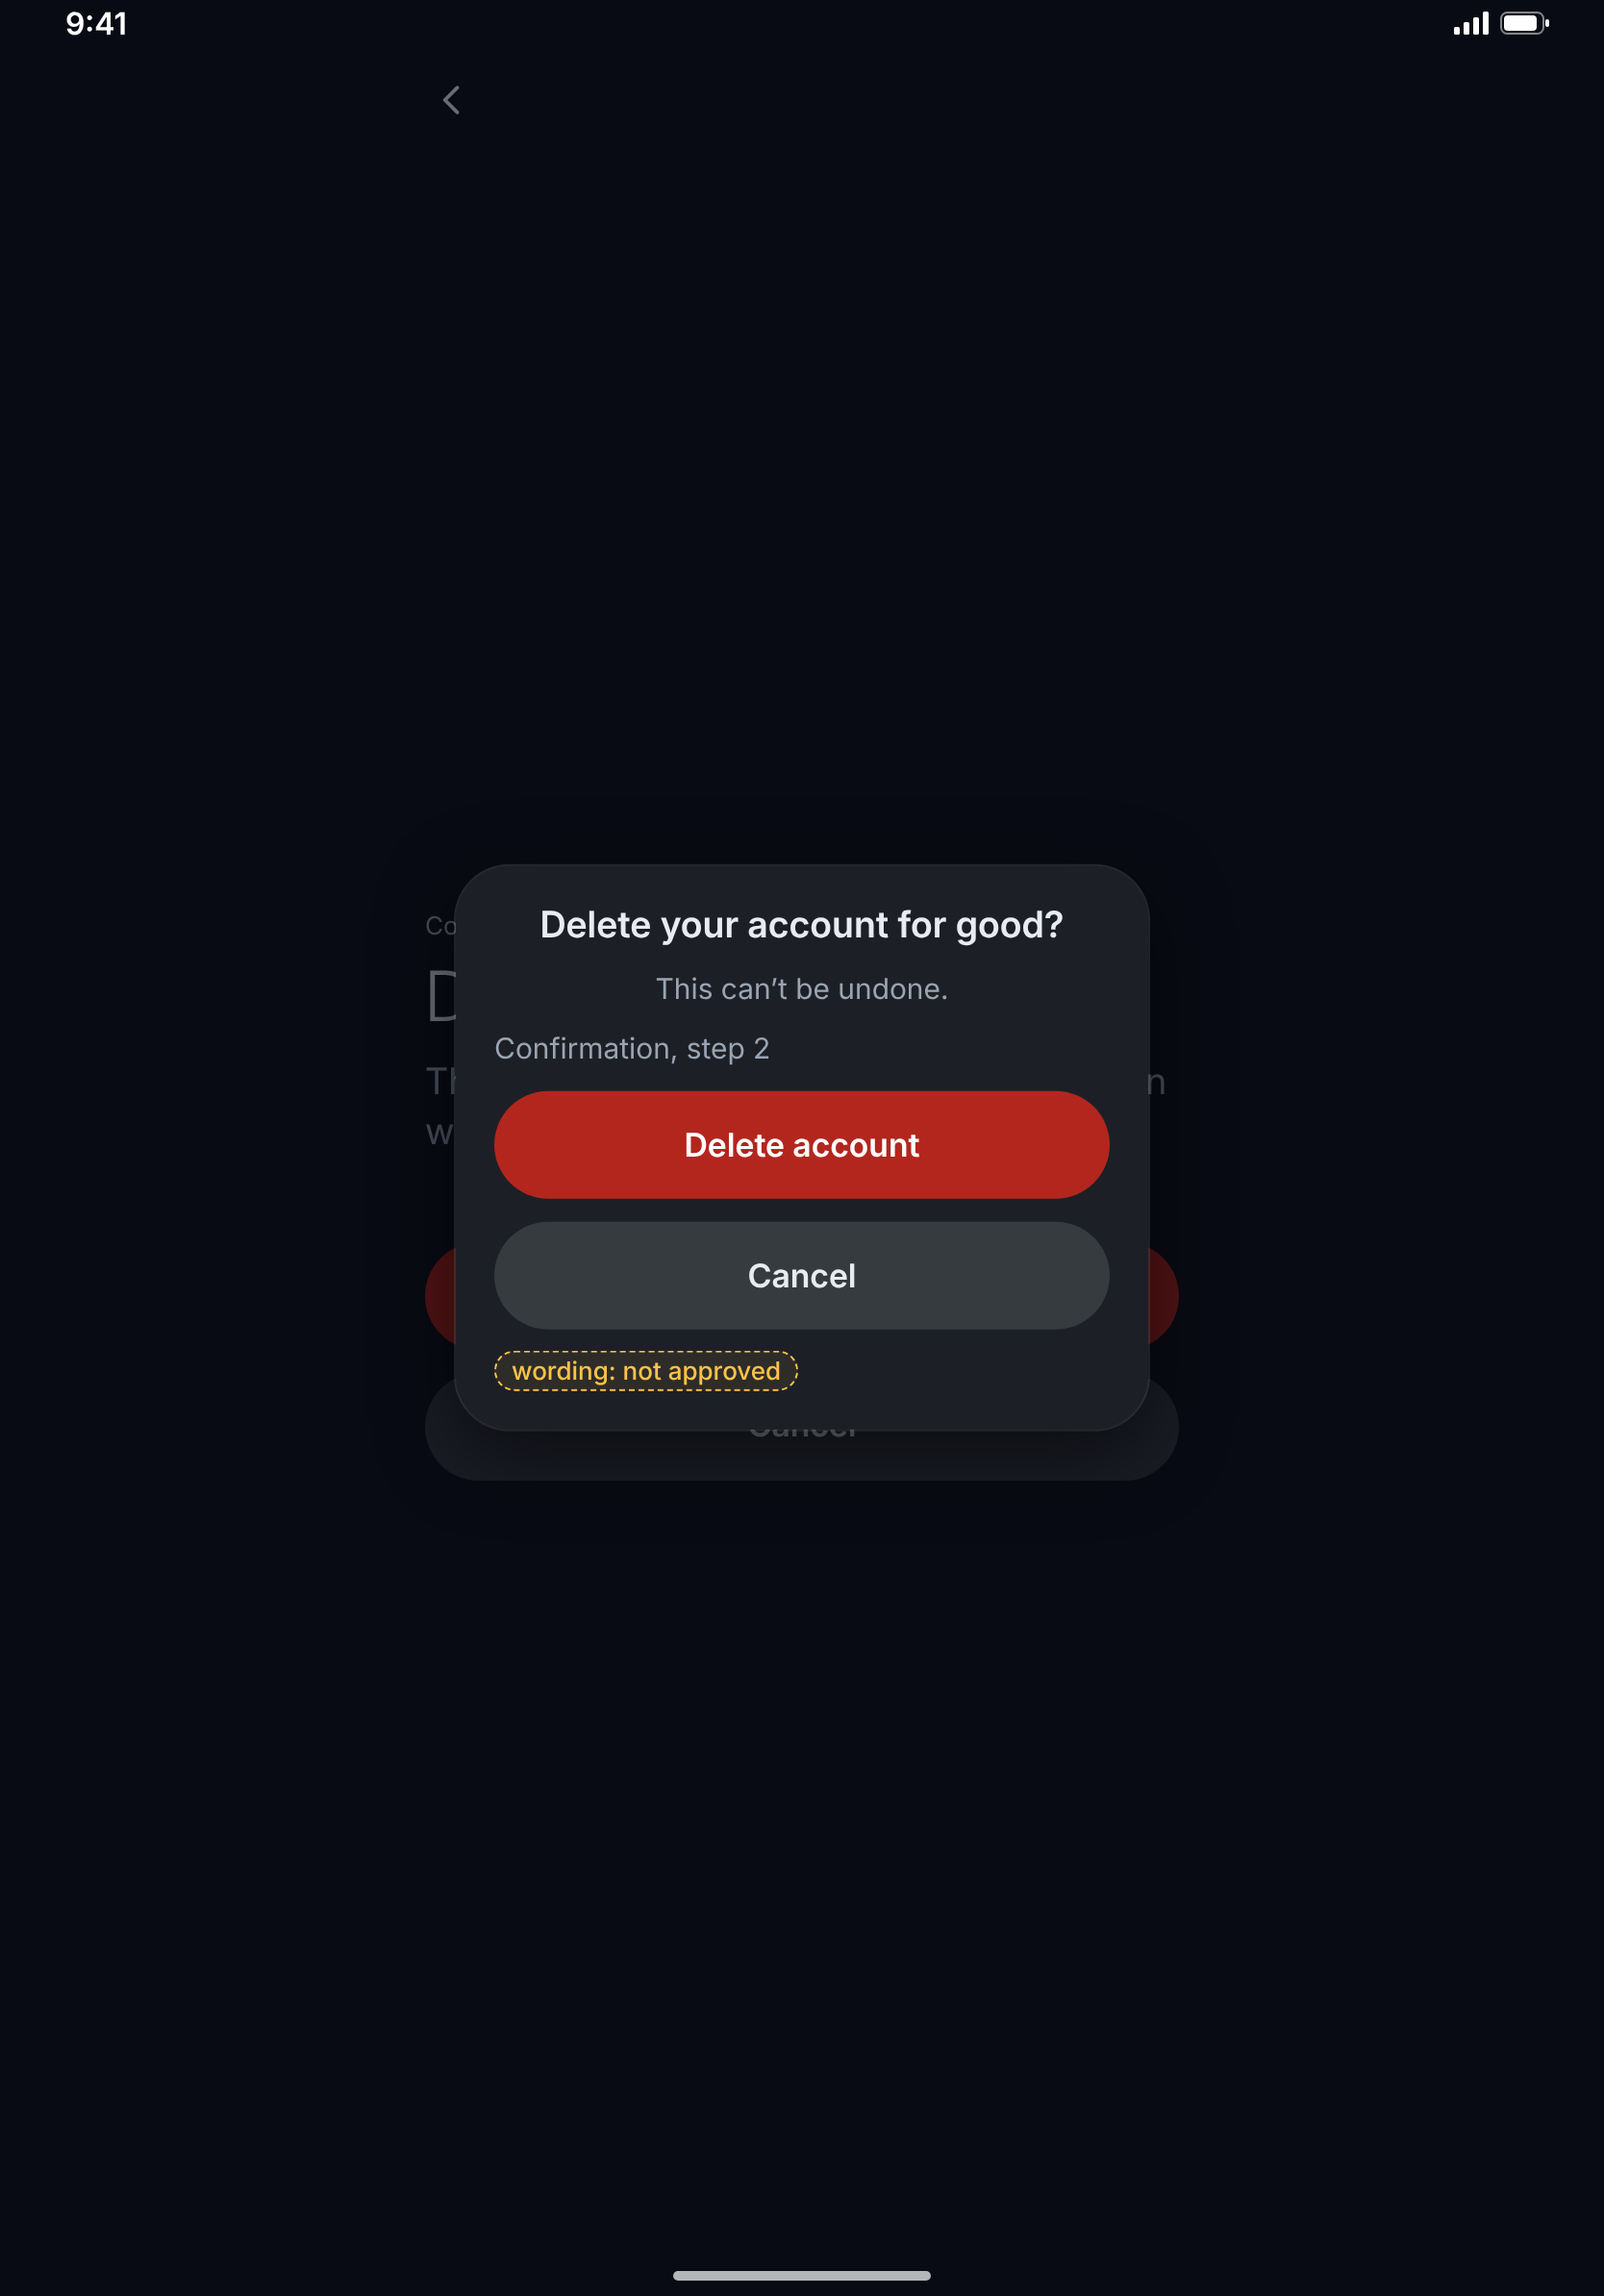 9:41
Delete your account for good?
This can’t be undone.
Confirmation, step 2
Delete account
Cancel
wording: not approved